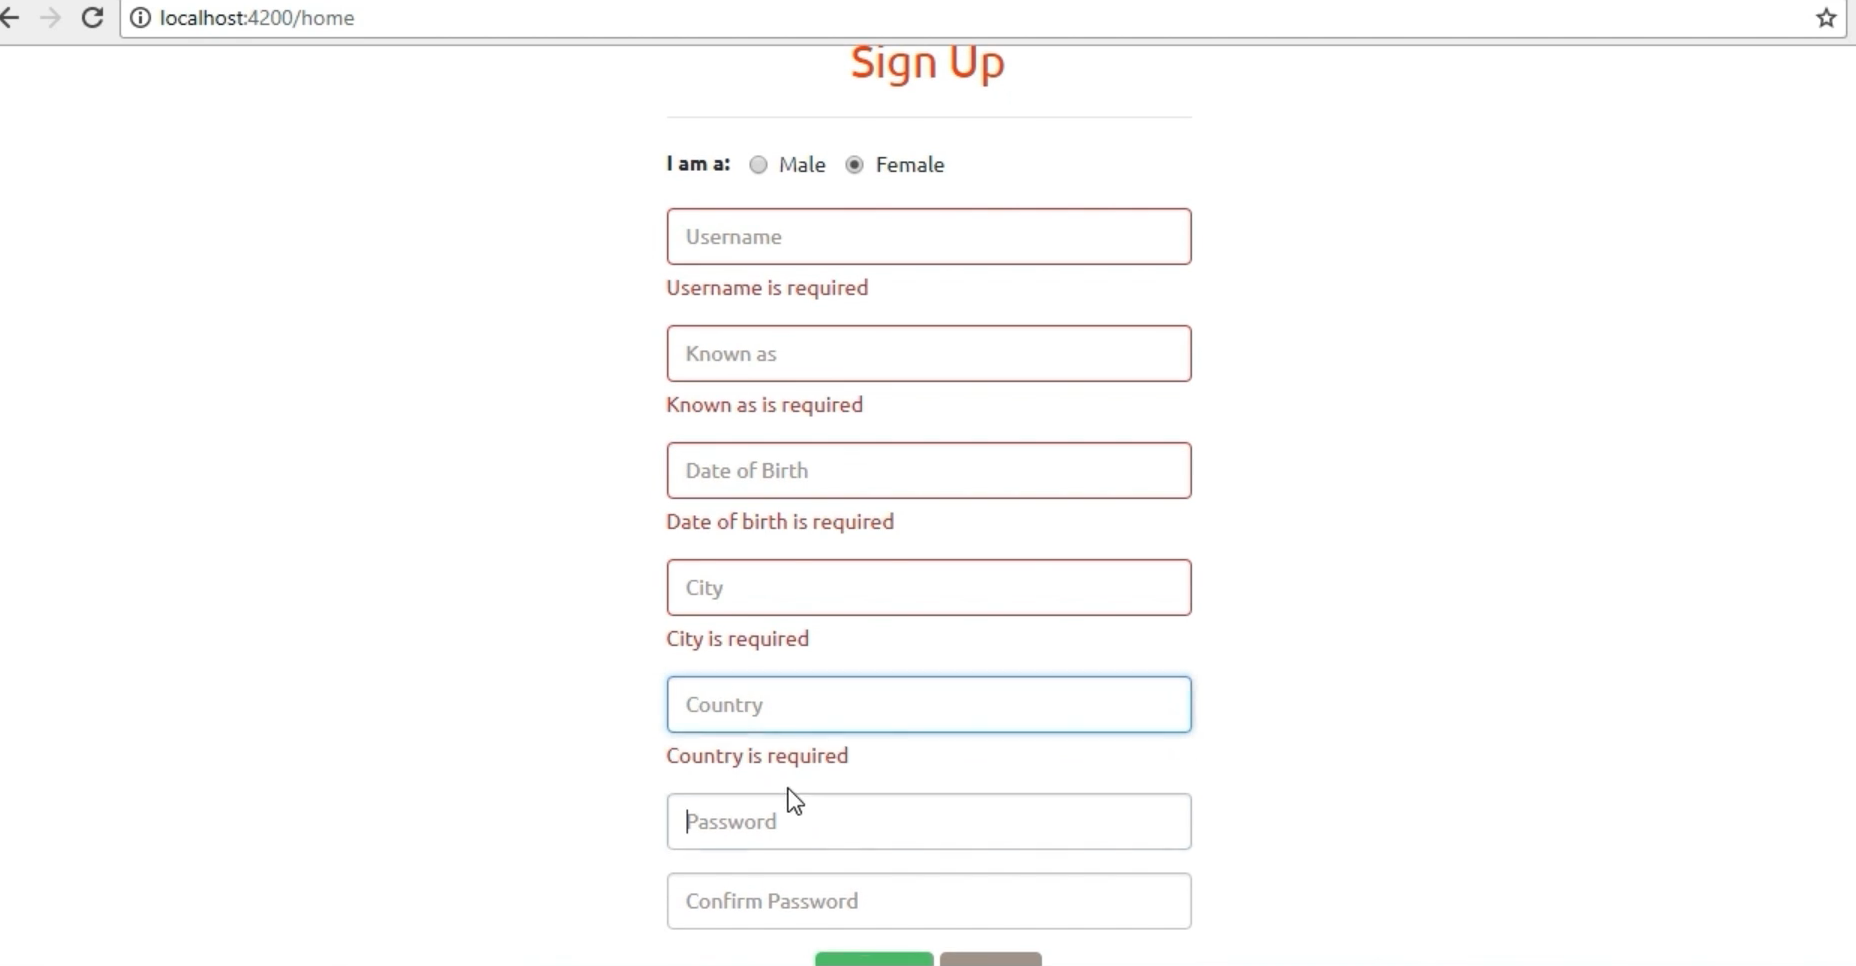 localhost:4200/home
Sign Up
I am a: Male Female
Username
Username is required
Known as
Known as is required
Date of Birth
Date of birth is required
City
City is required
Country
Country is required
Password
Confirm Password